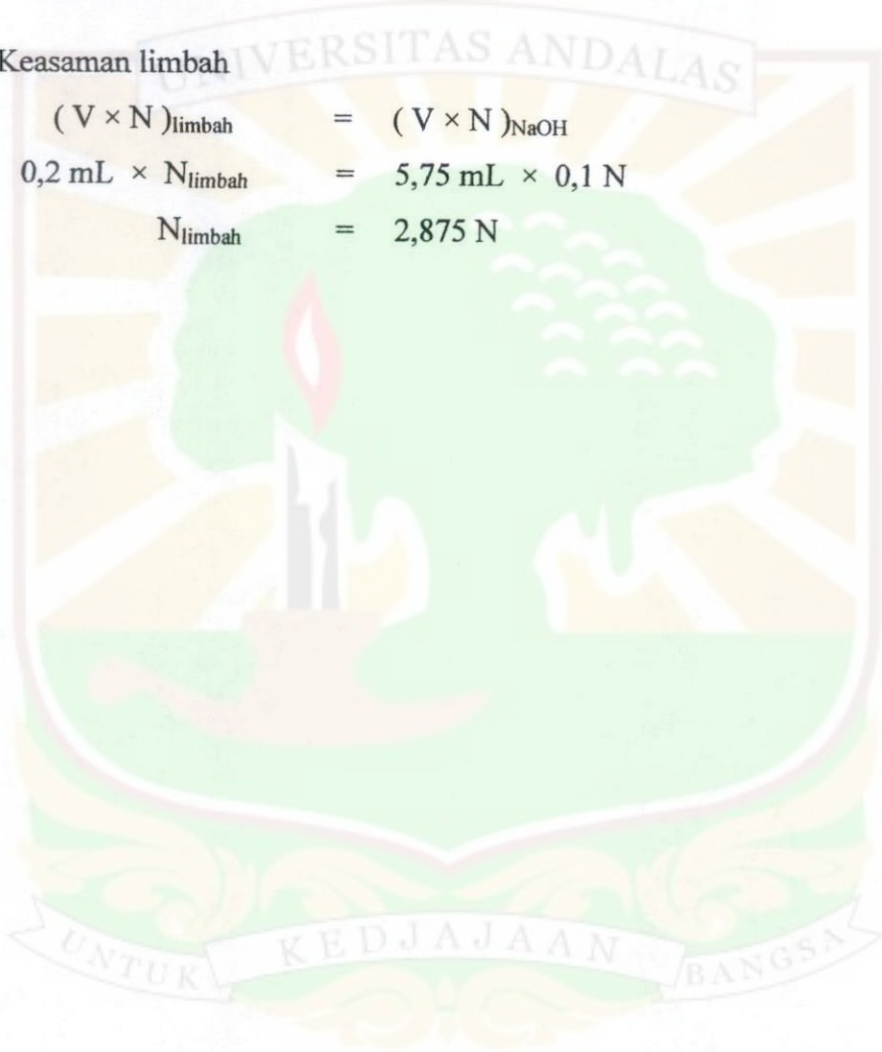 UNIVERSITAS ANDALAS
Keasaman limbah
( V × N )limbah = ( V × N )NaOH
0,2 mL × Nlimbah = 5,75 mL × 0,1 N
Nlimbah = 2,875 N
UNTUK KEDJAJAAN BANGSA